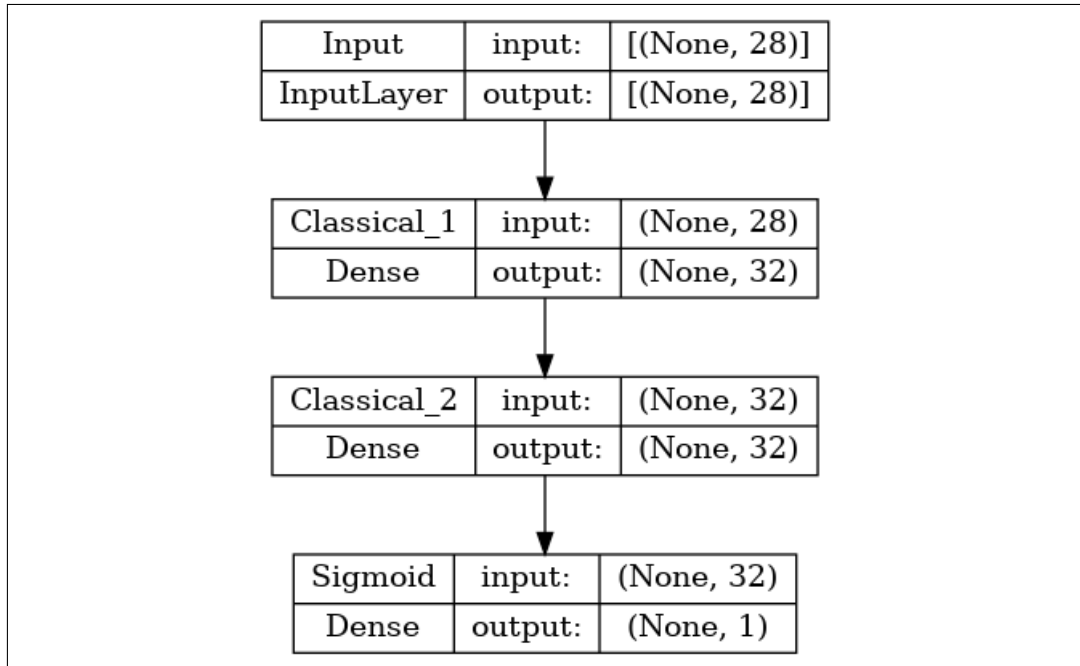 Input input: [(None, 28)]
InputLayer output: [(None, 28)]
Classical_1 input: (None, 28)
Dense output: (None, 32)
Classical_2 input: (None, 32)
Dense output: (None, 32)
Sigmoid input: (None, 32)
Dense output: (None, 1)